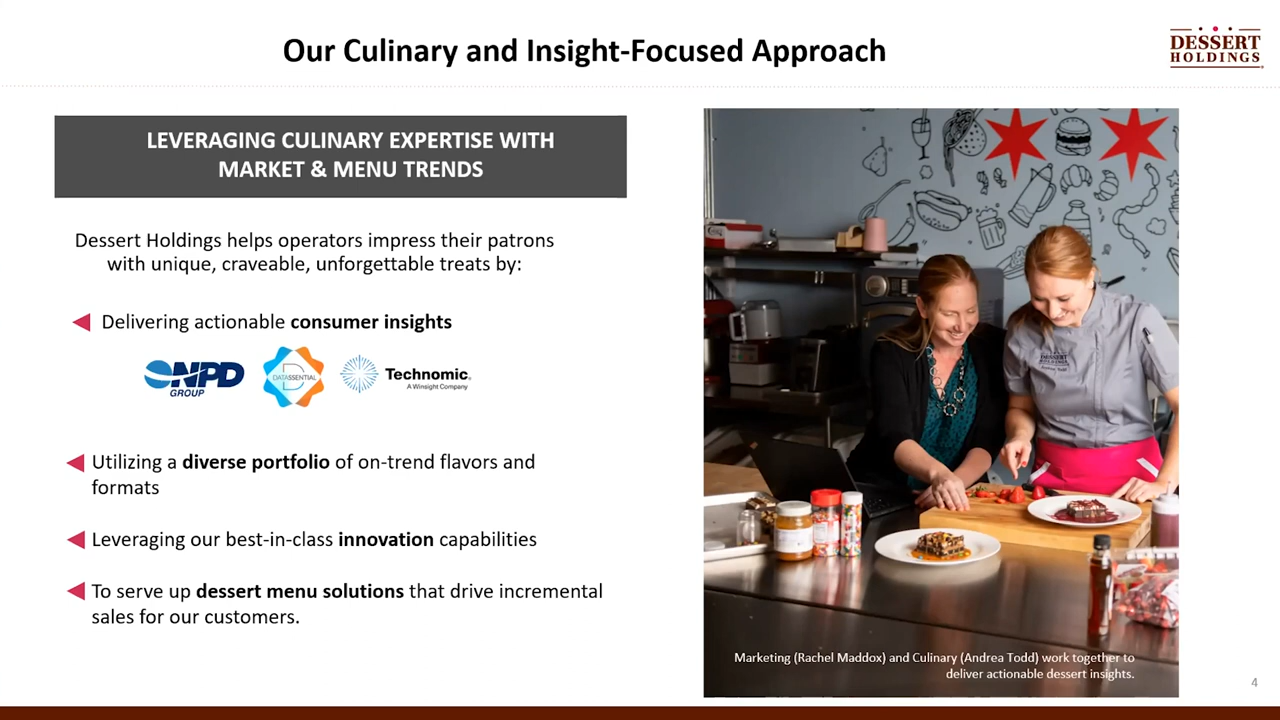 Our Culinary and Insight-Focused Approach
DESSERT
HOLDINGS
LEVERAGING CULINARY EXPERTISE WITH
MARKET & MENU TRENDS
Dessert Holdings helps operators impress their patrons
with unique, craveable, unforgettable treats by:
Delivering actionable consumer insights
NPD
GROUP
DATASSENTIAL
Technomic
A Winsight Company
Utilizing a diverse portfolio of on-trend flavors and
formats
Leveraging our best-in-class innovation capabilities
To serve up dessert menu solutions that drive incremental
sales for our customers.
DESSERT
HOLDINGS
Andrea Todd
Marketing (Rachel Maddox) and Culinary (Andrea Todd) work together to
deliver actionable dessert insights.
4